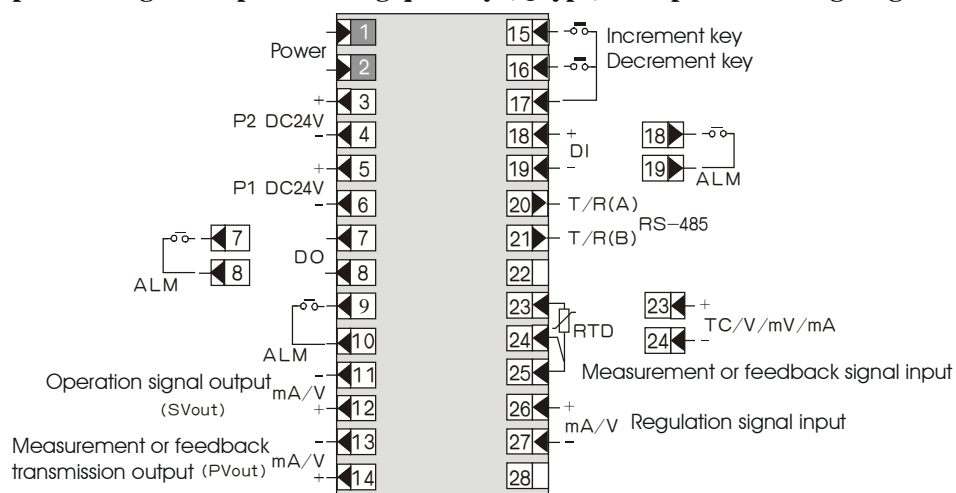 Power
1
2
+ 3
P2 DC24V
- 4
+ 5
P1 DC24V
- 6
7
DO
8
7
8
ALM
9
10
ALM
Operation signal output mA/V
(SVout)
- 11
+ 12
Measurement or feedback
transmission output (PVout) mA/V
- 13
+ 14
15 Increment key
16 Decrement key
17
18 +
DI
19 -
18
19
ALM
20 T/R(A)
RS-485
21 T/R(B)
22
23
24
RTD
25
23 +
TC/V/mV/mA
24 -
Measurement or feedback signal input
26 +
mA/V Regulation signal input
27 -
28